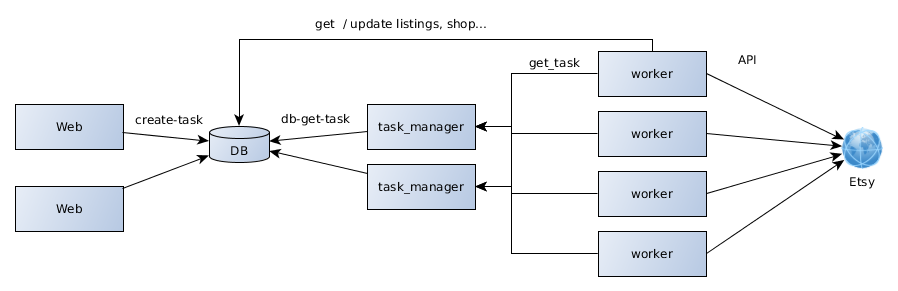 get / update listings, shop...
get_task
API
worker
Web
create-task
db-get-task
task_manager
worker
DB
Etsy
task_manager
worker
Web
worker